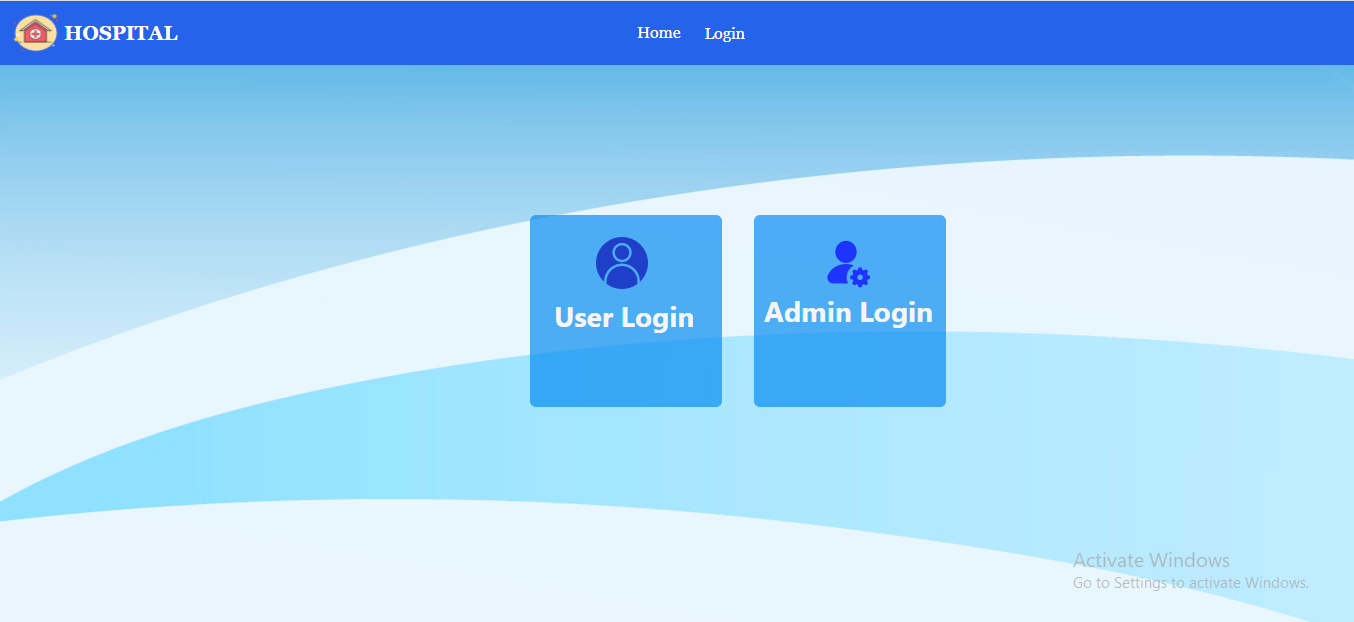 HOSPITAL
Home
Login
User Login
Admin Login
Activate Windows
Go to Settings to activate Windows.